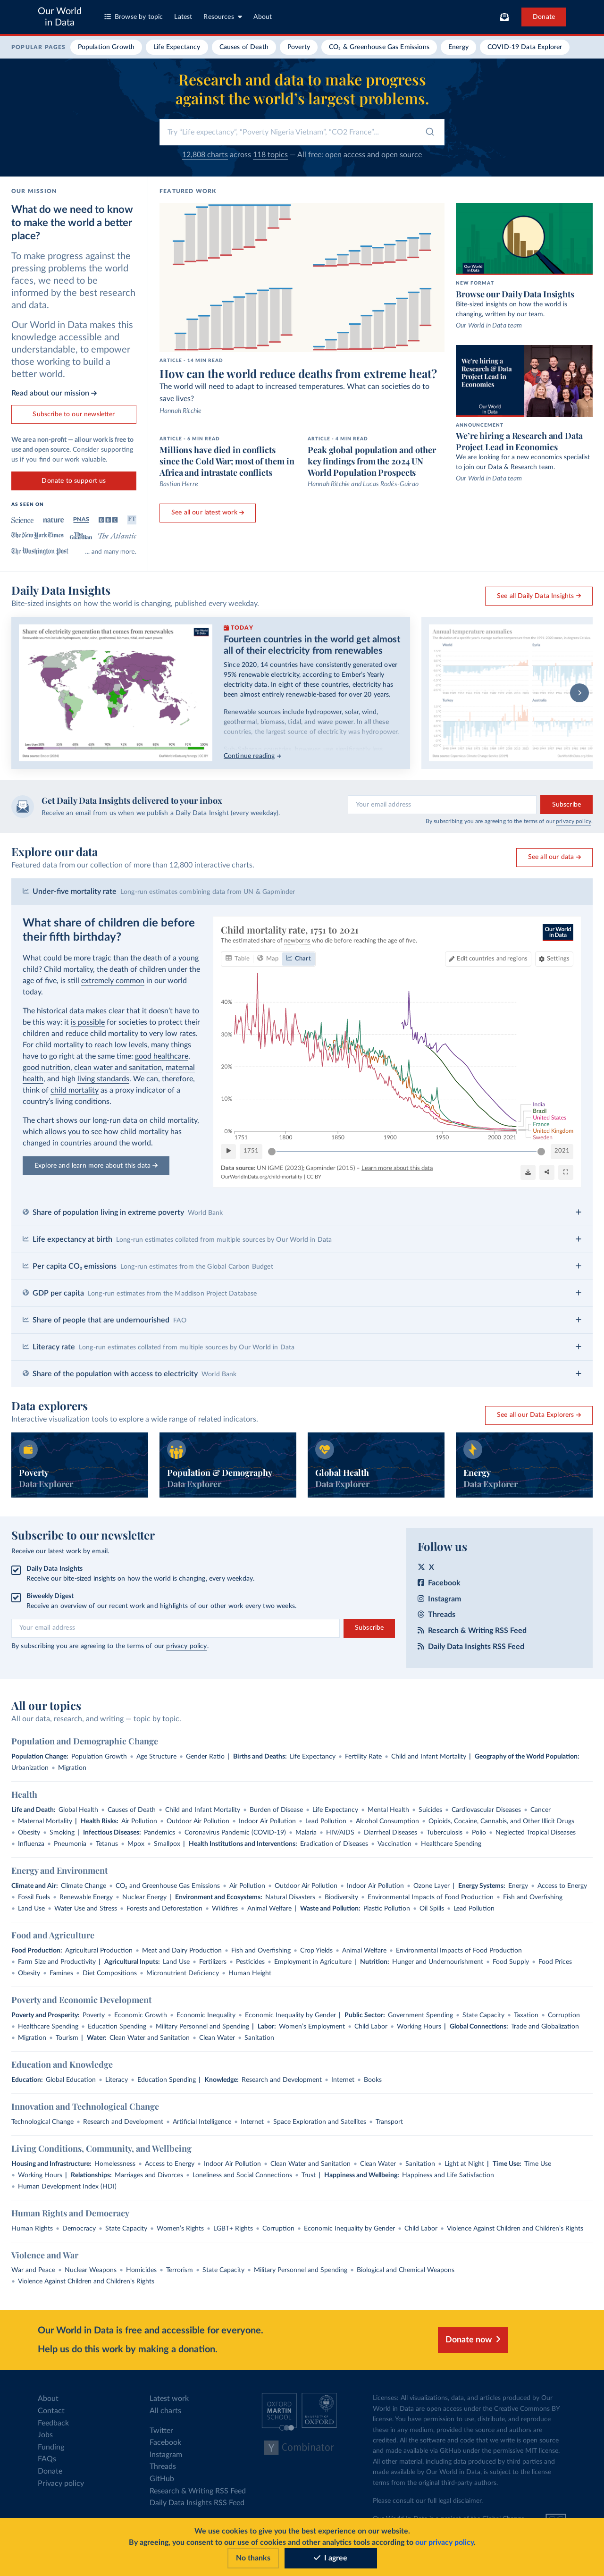 Our World
in Data
Browse by topic
Latest
Resources
About
Donate
POPULAR PAGES
Population Growth
Life Expectancy
Causes of Death
Poverty
CO₂ & Greenhouse Gas Emissions
Energy
COVID-19 Data Explorer
Research and data to make progress
against the world's largest problems.
Try "Life expectancy", "Poverty Nigeria Vietnam", "CO2 France"...
12,808 charts across 118 topics — All free: open access and open source
OUR MISSION
What do we need to know
to make the world a better
place?
To make progress against the
pressing problems the world
faces, we need to be
informed by the best research
and data.
Our World in Data makes this
knowledge accessible and
understandable, to empower
those working to build a
better world.
Read about our mission →
Subscribe to our newsletter
We are a non-profit — all our work is free to
use and open source. Consider supporting
us if you find our work valuable.
Donate to support us
AS SEEN ON
Science
nature
PNAS
BBC
FT
The New York Times
The Guardian
The Atlantic
The Washington Post
... and many more.
FEATURED WORK
ARTICLE - 14 MIN READ
How can the world reduce deaths from extreme heat?
The world will need to adapt to increased temperatures. What can societies do to
save lives?
Hannah Ritchie
ARTICLE - 6 MIN READ
Millions have died in conflicts
since the Cold War; most of them in
Africa and intrastate conflicts
Bastian Herre
ARTICLE - 4 MIN READ
Peak global population and other
key findings from the 2024 UN
World Population Prospects
Hannah Ritchie and Lucas Rodés-Guirao
See all our latest work →
Our World
in Data
NEW FORMAT
Browse our Daily Data Insights
Bite-sized insights on how the world is
changing, written by our team.
Our World in Data team
We're hiring a
Research & Data
Project Lead in
Economics
Our World
in Data
ANNOUNCEMENT
We're hiring a Research and Data
Project Lead in Economics
We are looking for a new economics specialist
to join our Data & Research team.
Our World in Data team
Daily Data Insights
Bite-sized insights on how the world is changing, published every weekday.
See all Daily Data Insights →
Share of electricity generation that comes from renewables
TODAY
Fourteen countries in the world get almost
all of their electricity from renewables
Since 2020, 14 countries have consistently generated over
95% renewable electricity, according to Ember's Yearly
electricity data. In eight of these countries, electricity has
been almost entirely renewable-based for over 20 years.
Renewable sources include hydropower, solar, wind,
geothermal, biomass, tidal, and wave power. In all these
countries, the largest source of electricity was hydropower.
Continue reading →
Annual temperature anomalies
Get Daily Data Insights delivered to your inbox
Receive an email from us when we publish a Daily Data Insight (every weekday).
Your email address
Subscribe
By subscribing you are agreeing to the terms of our privacy policy.
Explore our data
Featured data from our collection of more than 12,800 interactive charts.
See all our data →
Under-five mortality rate Long-run estimates combining data from UN & Gapminder
What share of children die before
their fifth birthday?
What could be more tragic than the death of a young
child? Child mortality, the death of children under the
age of five, is still extremely common in our world
today.
The historical data makes clear that it doesn't have to
be this way: it is possible for societies to protect their
children and reduce child mortality to very low rates.
For child mortality to reach low levels, many things
have to go right at the same time: good healthcare,
good nutrition, clean water and sanitation, maternal
health, and high living standards. We can, therefore,
think of child mortality as a proxy indicator of a
country's living conditions.
The chart shows our long-run data on child mortality,
which allows you to see how child mortality has
changed in countries around the world.
Explore and learn more about this data →
Child mortality rate, 1751 to 2021
The estimated share of newborns who die before reaching the age of five.
Our World
in Data
Table
Map
Chart
Edit countries and regions
Settings
40%
30%
20%
10%
0%
1751
1800
1850
1900
1950
2000
2021
India
Brazil
United States
France
United Kingdom
Sweden
1751
2021
Data source: UN IGME (2023); Gapminder (2015) – Learn more about this data
OurWorldInData.org/child-mortality | CC BY
Share of population living in extreme poverty World Bank +
Life expectancy at birth Long-run estimates collated from multiple sources by Our World in Data +
Per capita CO₂ emissions Long-run estimates from the Global Carbon Budget +
GDP per capita Long-run estimates from the Maddison Project Database +
Share of people that are undernourished FAO +
Literacy rate Long-run estimates collated from multiple sources by Our World in Data +
Share of the population with access to electricity World Bank +
Data explorers
Interactive visualization tools to explore a wide range of related indicators.
See all our Data Explorers →
Poverty
Data Explorer
Population & Demography
Data Explorer
Global Health
Data Explorer
Energy
Data Explorer
Subscribe to our newsletter
Receive our latest work by email.
Daily Data Insights
Receive our bite-sized insights on how the world is changing, every weekday.
Biweekly Digest
Receive an overview of our recent work and highlights of our other work every two weeks.
Your email address
Subscribe
By subscribing you are agreeing to the terms of our privacy policy.
Follow us
X
Facebook
Instagram
Threads
Research & Writing RSS Feed
Daily Data Insights RSS Feed
All our topics
All our data, research, and writing — topic by topic.
Population and Demographic Change
Population Change: Population Growth • Age Structure • Gender Ratio | Births and Deaths: Life Expectancy • Fertility Rate • Child and Infant Mortality | Geography of the World Population:
Urbanization • Migration
Health
Life and Death: Global Health • Causes of Death • Child and Infant Mortality • Burden of Disease • Life Expectancy • Mental Health • Suicides • Cardiovascular Diseases • Cancer
• Maternal Mortality | Health Risks: Air Pollution • Outdoor Air Pollution • Indoor Air Pollution • Lead Pollution • Alcohol Consumption • Opioids, Cocaine, Cannabis, and Other Illicit Drugs
• Obesity • Smoking | Infectious Diseases: Pandemics • Coronavirus Pandemic (COVID-19) • Malaria • HIV/AIDS • Diarrheal Diseases • Tuberculosis • Polio • Neglected Tropical Diseases
• Influenza • Pneumonia • Tetanus • Mpox • Smallpox | Health Institutions and Interventions: Eradication of Diseases • Vaccination • Healthcare Spending
Energy and Environment
Climate and Air: Climate Change • CO₂ and Greenhouse Gas Emissions • Air Pollution • Outdoor Air Pollution • Indoor Air Pollution • Ozone Layer | Energy Systems: Energy • Access to Energy
• Fossil Fuels • Renewable Energy • Nuclear Energy | Environment and Ecosystems: Natural Disasters • Biodiversity • Environmental Impacts of Food Production • Fish and Overfishing
• Land Use • Water Use and Stress • Forests and Deforestation • Wildfires • Animal Welfare | Waste and Pollution: Plastic Pollution • Oil Spills • Lead Pollution
Food and Agriculture
Food Production: Agricultural Production • Meat and Dairy Production • Fish and Overfishing • Crop Yields • Animal Welfare • Environmental Impacts of Food Production
• Farm Size and Productivity | Agricultural Inputs: Land Use • Fertilizers • Pesticides • Employment in Agriculture | Nutrition: Hunger and Undernourishment • Food Supply • Food Prices
• Obesity • Famines • Diet Compositions • Micronutrient Deficiency • Human Height
Poverty and Economic Development
Poverty and Prosperity: Poverty • Economic Growth • Economic Inequality • Economic Inequality by Gender | Public Sector: Government Spending • State Capacity • Taxation • Corruption
• Healthcare Spending • Education Spending • Military Personnel and Spending | Labor: Women's Employment • Child Labor • Working Hours | Global Connections: Trade and Globalization
• Migration • Tourism | Water: Clean Water and Sanitation • Clean Water • Sanitation
Education and Knowledge
Education: Global Education • Literacy • Education Spending | Knowledge: Research and Development • Internet • Books
Innovation and Technological Change
Technological Change • Research and Development • Artificial Intelligence • Internet • Space Exploration and Satellites • Transport
Living Conditions, Community, and Wellbeing
Housing and Infrastructure: Homelessness • Access to Energy • Indoor Air Pollution • Clean Water and Sanitation • Clean Water • Sanitation • Light at Night | Time Use: Time Use
• Working Hours | Relationships: Marriages and Divorces • Loneliness and Social Connections • Trust | Happiness and Wellbeing: Happiness and Life Satisfaction
• Human Development Index (HDI)
Human Rights and Democracy
Human Rights • Democracy • State Capacity • Women's Rights • LGBT+ Rights • Corruption • Economic Inequality by Gender • Child Labor • Violence Against Children and Children's Rights
Violence and War
War and Peace • Nuclear Weapons • Homicides • Terrorism • State Capacity • Military Personnel and Spending • Biological and Chemical Weapons
• Violence Against Children and Children's Rights
Our World in Data is free and accessible for everyone.
Help us do this work by making a donation.
Donate now
About
Contact
Feedback
Jobs
Funding
FAQs
Donate
Privacy policy
Latest work
All charts
Twitter
Facebook
Instagram
Threads
GitHub
Research & Writing RSS Feed
Daily Data Insights RSS Feed
OXFORD
MARTIN
SCHOOL
UNIVERSITY OF
OXFORD
Y Combinator
Licenses: All visualizations, data, and articles produced by Our
World in Data are open access under the Creative Commons BY
license. You have permission to use, distribute, and reproduce
these in any medium, provided the source and authors are
credited. All the software and code that we write is open source
and made available via GitHub under the permissive MIT license.
All other material, including data produced by third parties and
made available by Our World in Data, is subject to the license
terms from the original third-party authors.
Please consult our full legal disclaimer.
We use cookies to give you the best experience on our website.
By agreeing, you consent to our use of cookies and other analytics tools according to our privacy policy.
No thanks
I agree